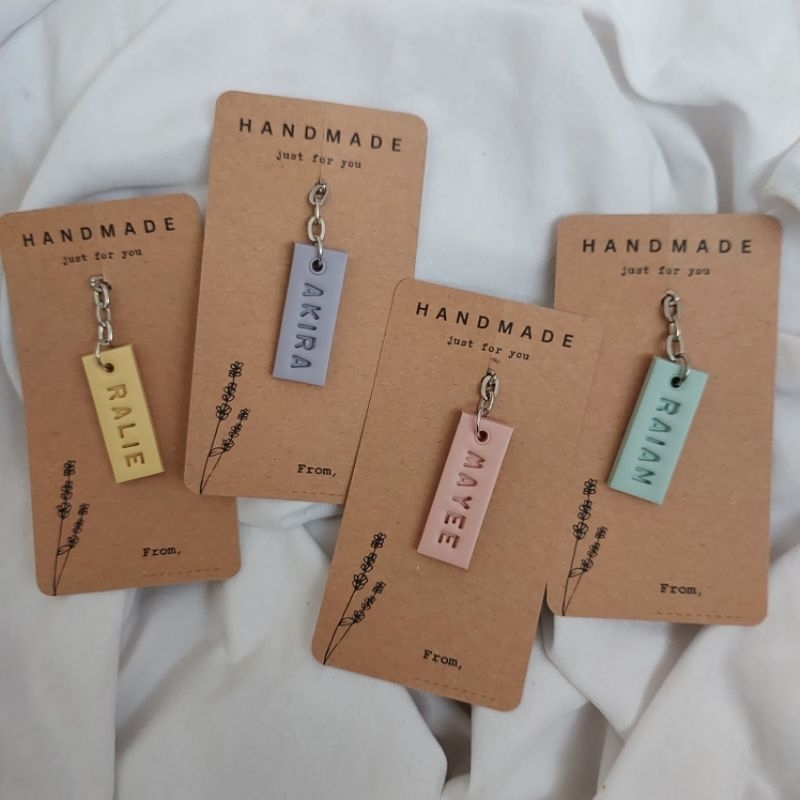 HANDMADE
just for you
RALIE
From,
HANDMADE
just for you
AKIRA
From,
HANDMADE
just for you
MAYEE
From,
HANDMADE
just for you
RAIAN
From,